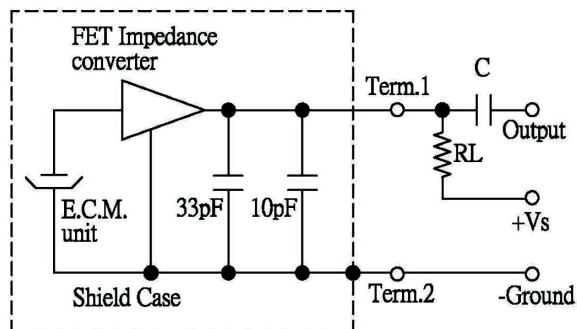 FET Impedance
converter
Term.1
C
Output
RL
E.C.M.
unit
33pF
10pF
+Vs
Shield Case
Term.2
-Ground